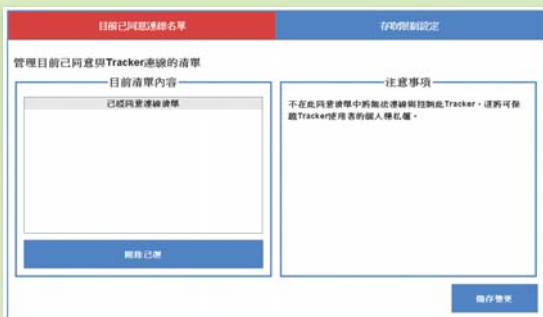 目前已同意連線名單
存取限制設定
管理目前已同意與Tracker連線的清單
目前清單內容
已經同意連線清單
刪除已選
注意事項
不在此同意清單中將無法連線與控制此Tracker，這將可保
證Tracker使用者的個人隱私權。
儲存變更